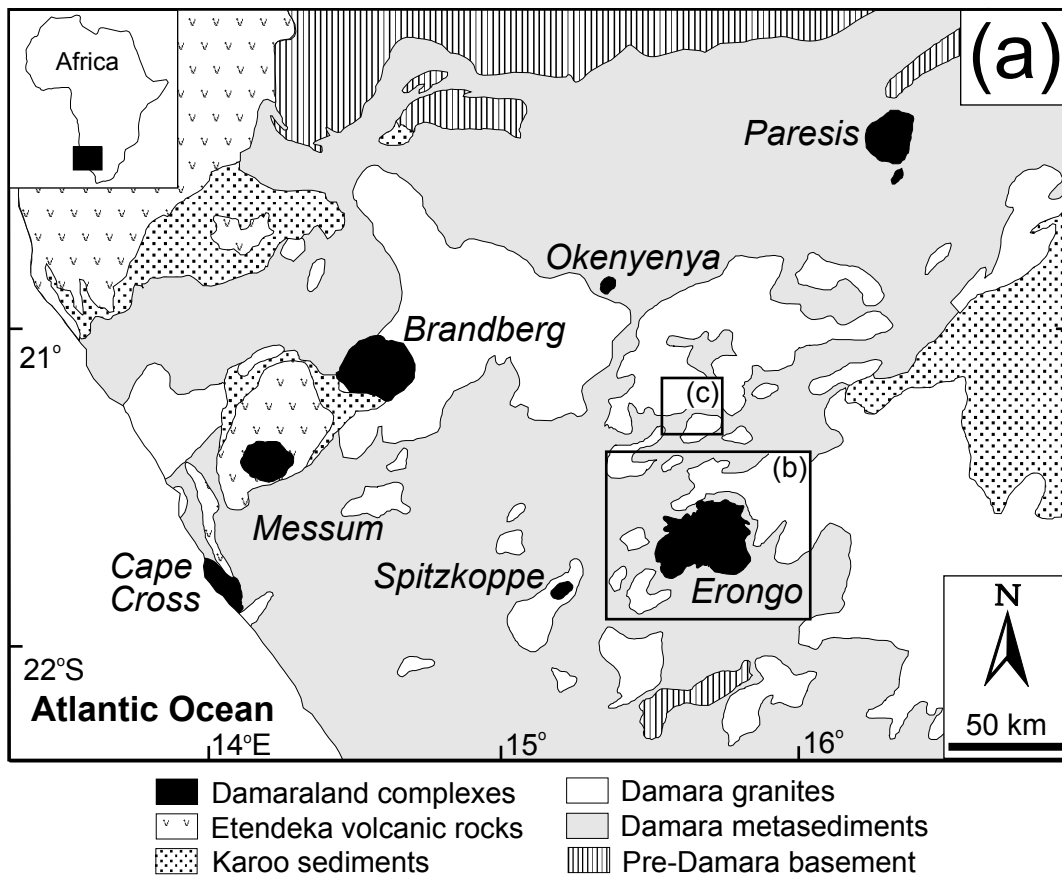 Africa
(a)
Paresis
Okenyenya
Brandberg
21°
(c)
(b)
Messum
Cape
Cross
Spitzkoppe
Erongo
N
22°S
Atlantic Ocean
14°E
15°
16°
50 km
Damaraland complexes
Etendeka volcanic rocks
Karoo sediments
Damara granites
Damara metasediments
Pre-Damara basement